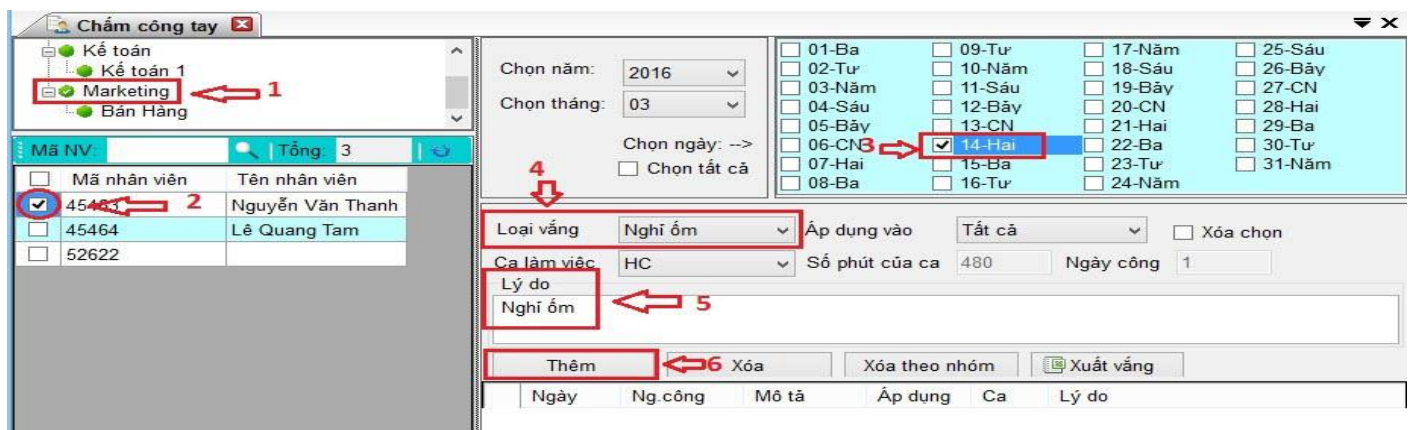 Chấm công tay
Kế toán
Kế toán 1
Marketing 1
Bán Hàng
Mã NV: Tổng: 3
Mã nhân viên Tên nhân viên
2 Nguyễn Văn Thanh
45464 Lê Quang Tam
52622
Chọn năm: 2016
Chọn tháng: 03
Chọn ngày: -->
Chọn tất cả
01-Ba 09-Tư 17-Năm 25-Sáu
02-Tư 10-Năm 18-Sáu 26-Bảy
03-Năm 11-Sáu 19-Bảy 27-CN
04-Sáu 12-Bảy 20-CN 28-Hai
05-Bảy 13-CN 21-Hai 29-Ba
06-CN 3 14-Hai 22-Ba 30-Tư
07-Hai 15-Ba 23-Tư 31-Năm
08-Ba 16-Tư 24-Năm
4
Loại vắng Nghỉ ốm Áp dụng vào Tất cả Xóa chọn
Ca làm việc HC Số phút của ca 480 Ngày công 1
Lý do
Nghỉ ốm 5
Thêm 6 Xóa Xóa theo nhóm Xuất vắng
Ngày Ng.công Mô tả Áp dụng Ca Lý do